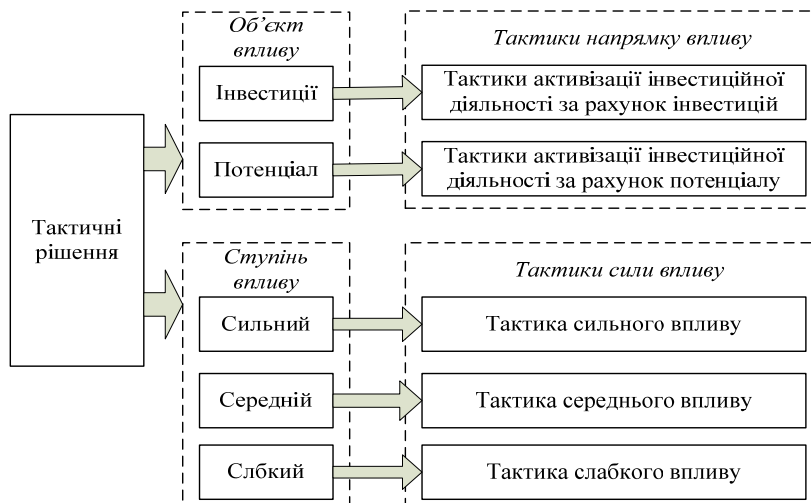 Об’єкт
впливу
Тактики напрямку впливу
Інвестиції
Тактики активізації інвестиційної
діяльності за рахунок інвестицій
Потенціал
Тактики активізації інвестиційної
діяльності за рахунок потенціалу
Тактичні
рішення
Ступінь
впливу
Тактики сили впливу
Сильний
Тактика сильного впливу
Середній
Тактика середнього впливу
Слбкий
Тактика слабкого впливу